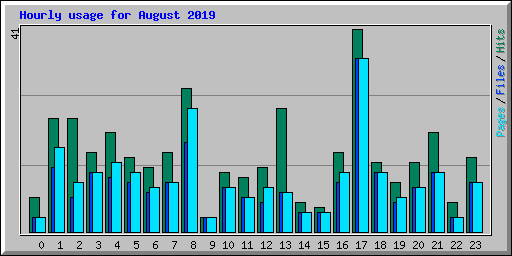 Hourly usage for August 2019
41
Pages/Files/Hits
0 1 2 3 4 5 6 7 8 9 10 11 12 13 14 15 16 17 18 19 20 21 22 23